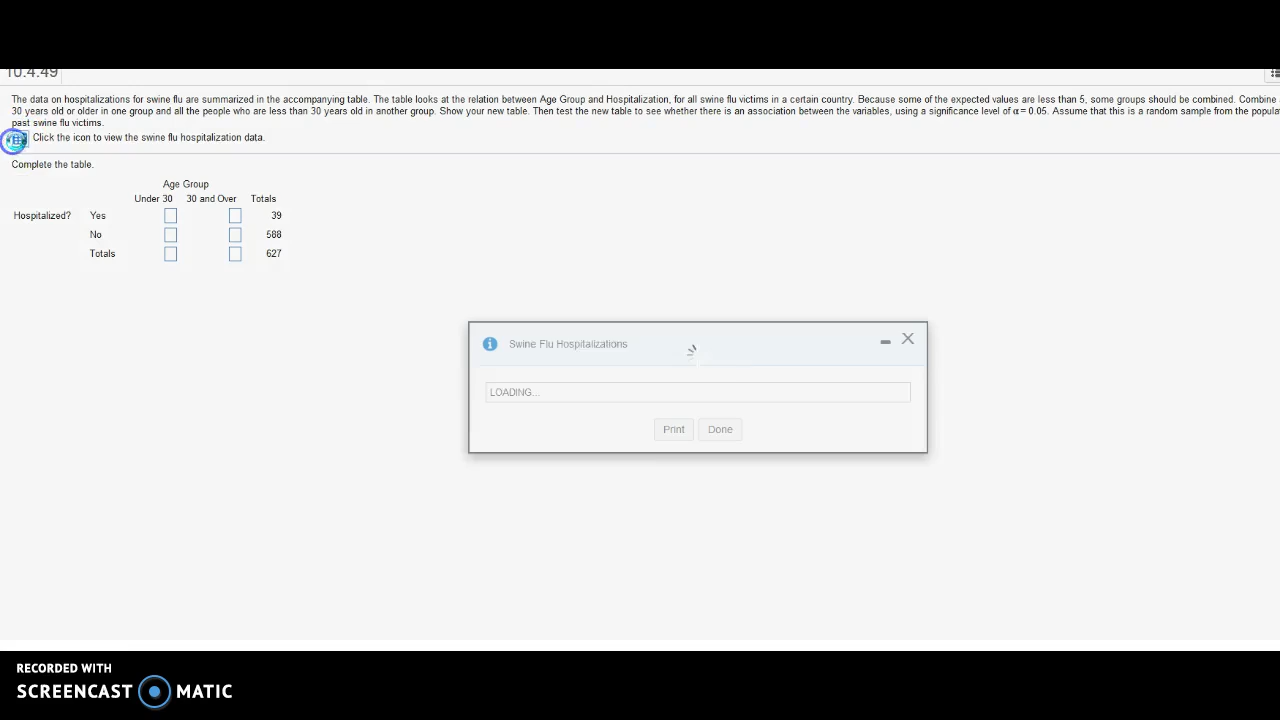 10.4.49
The data on hospitalizations for swine flu are summarized in the accompanying table. The table looks at the relation between Age Group and Hospitalization, for all swine flu victims in a certain country. Because some of the expected values are less than 5, some groups should be combined. Combine a
30 years old or older in one group and all the people who are less than 30 years old in another group. Show your new table. Then test the new table to see whether there is an association between the variables, using a significance level of α = 0.05. Assume that this is a random sample from the popula
past swine flu victims.
Click the icon to view the swine flu hospitalization data.
Complete the table.
Age Group
Under 30 30 and Over Totals
Hospitalized? Yes 39
No 588
Totals 627
Swine Flu Hospitalizations
LOADING...
Print Done
RECORDED WITH
SCREENCAST MATIC